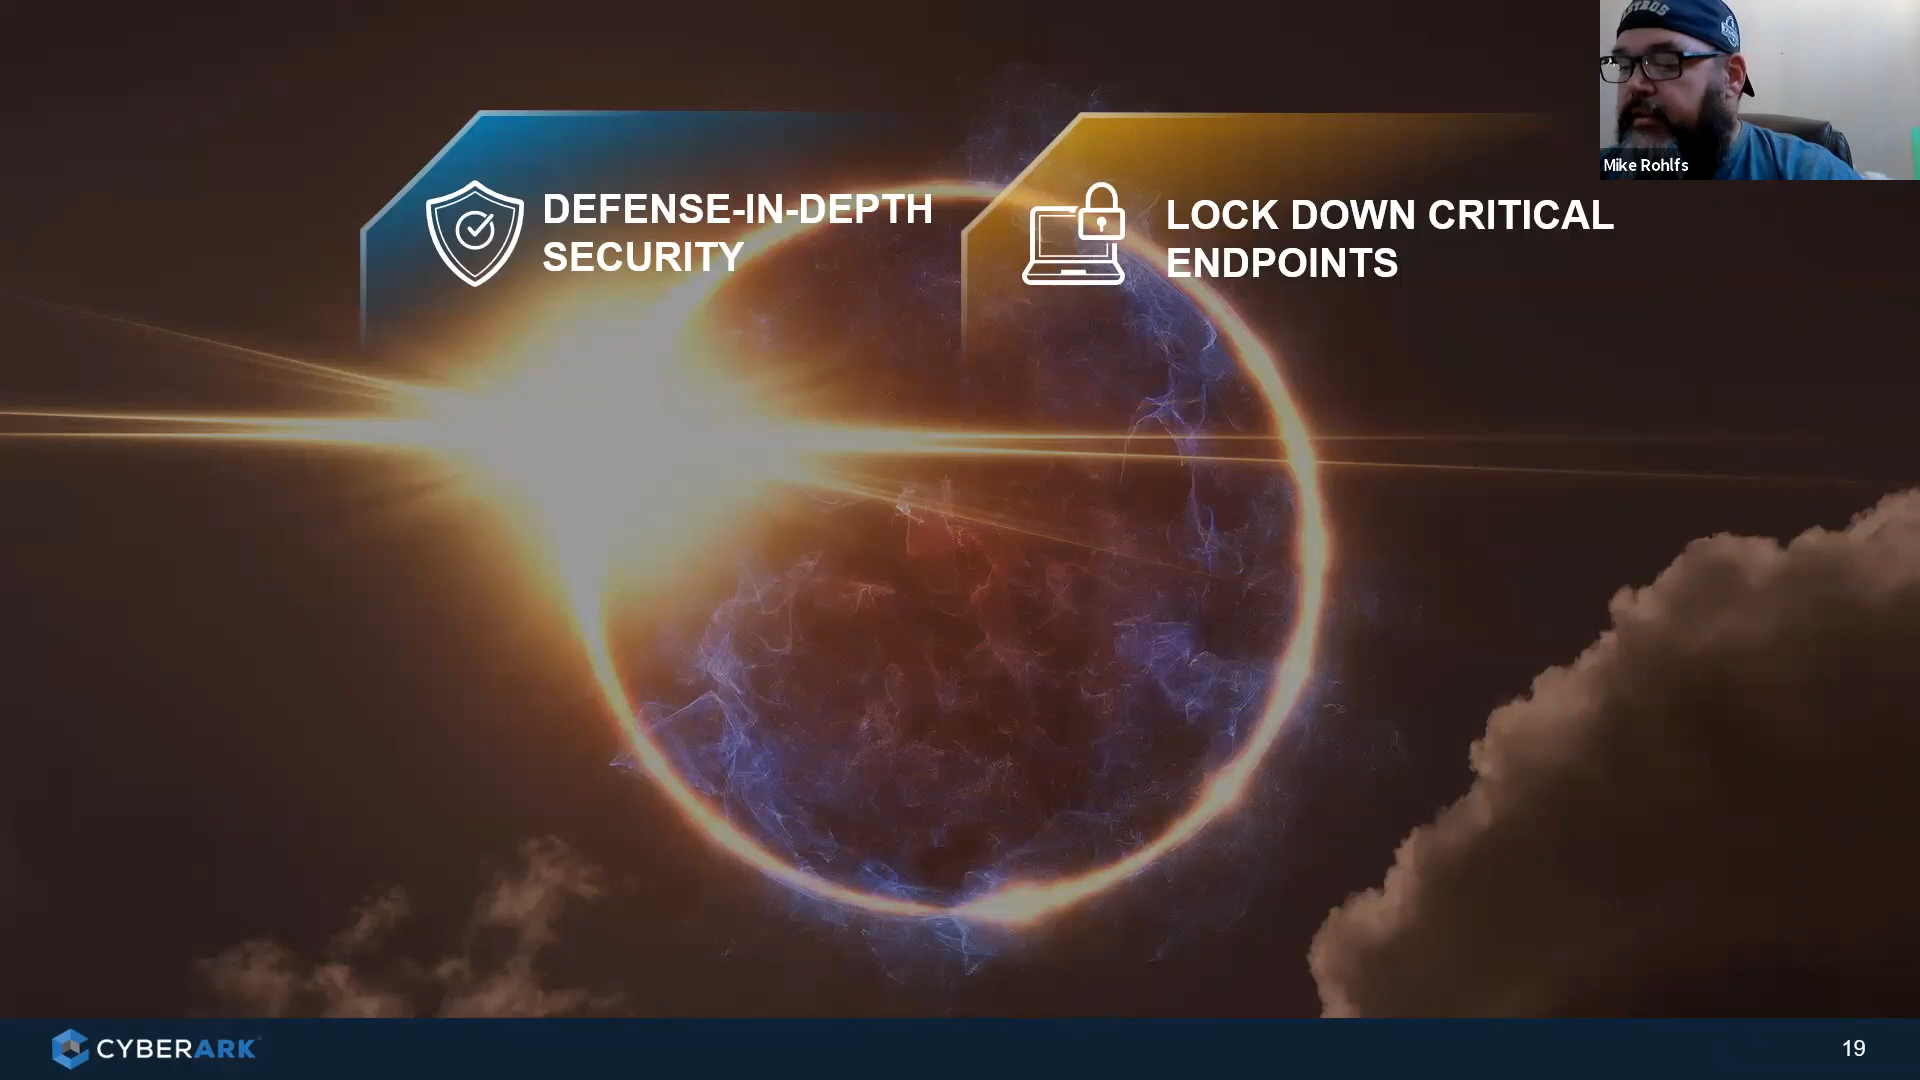 DEFENSE-IN-DEPTH
SECURITY
LOCK DOWN CRITICAL
ENDPOINTS
Mike Rohlfs
CYBERARK
19